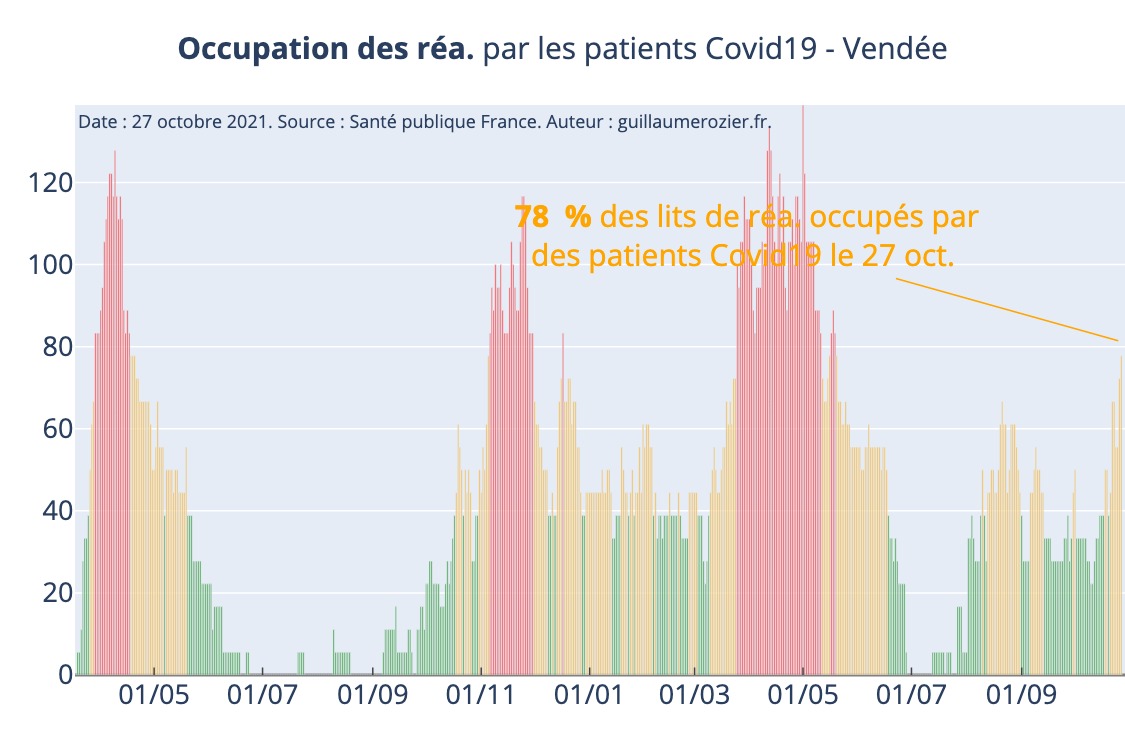 Occupation des réa. par les patients Covid19 - Vendée
Date : 27 octobre 2021. Source : Santé publique France. Auteur : guillaumerozier.fr.
120
78 % des lits de réa. occupés par
des patients Covid19 le 27 oct.
100
80
60
40
20
0
01/05 01/07 01/09 01/11 01/01 01/03 01/05 01/07 01/09